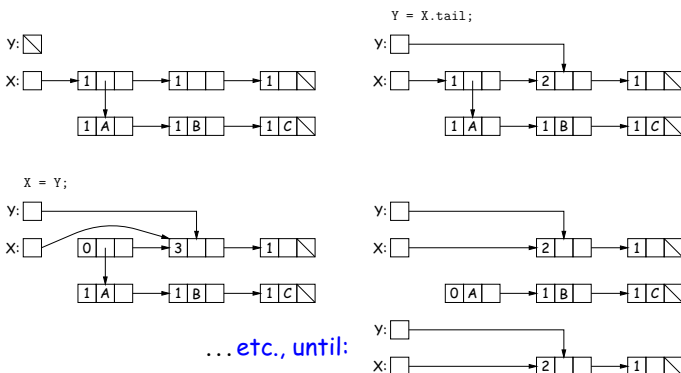 Y:
X: 1 1 1
1 A 1 B 1 C
Y = X.tail;
Y:
X: 1 2 1
1 A 1 B 1 C
X = Y;
Y:
X: 0 3 1
1 A 1 B 1 C
Y:
X: 2 1
0 A 1 B 1 C
...etc., until:
Y:
X: 2 1